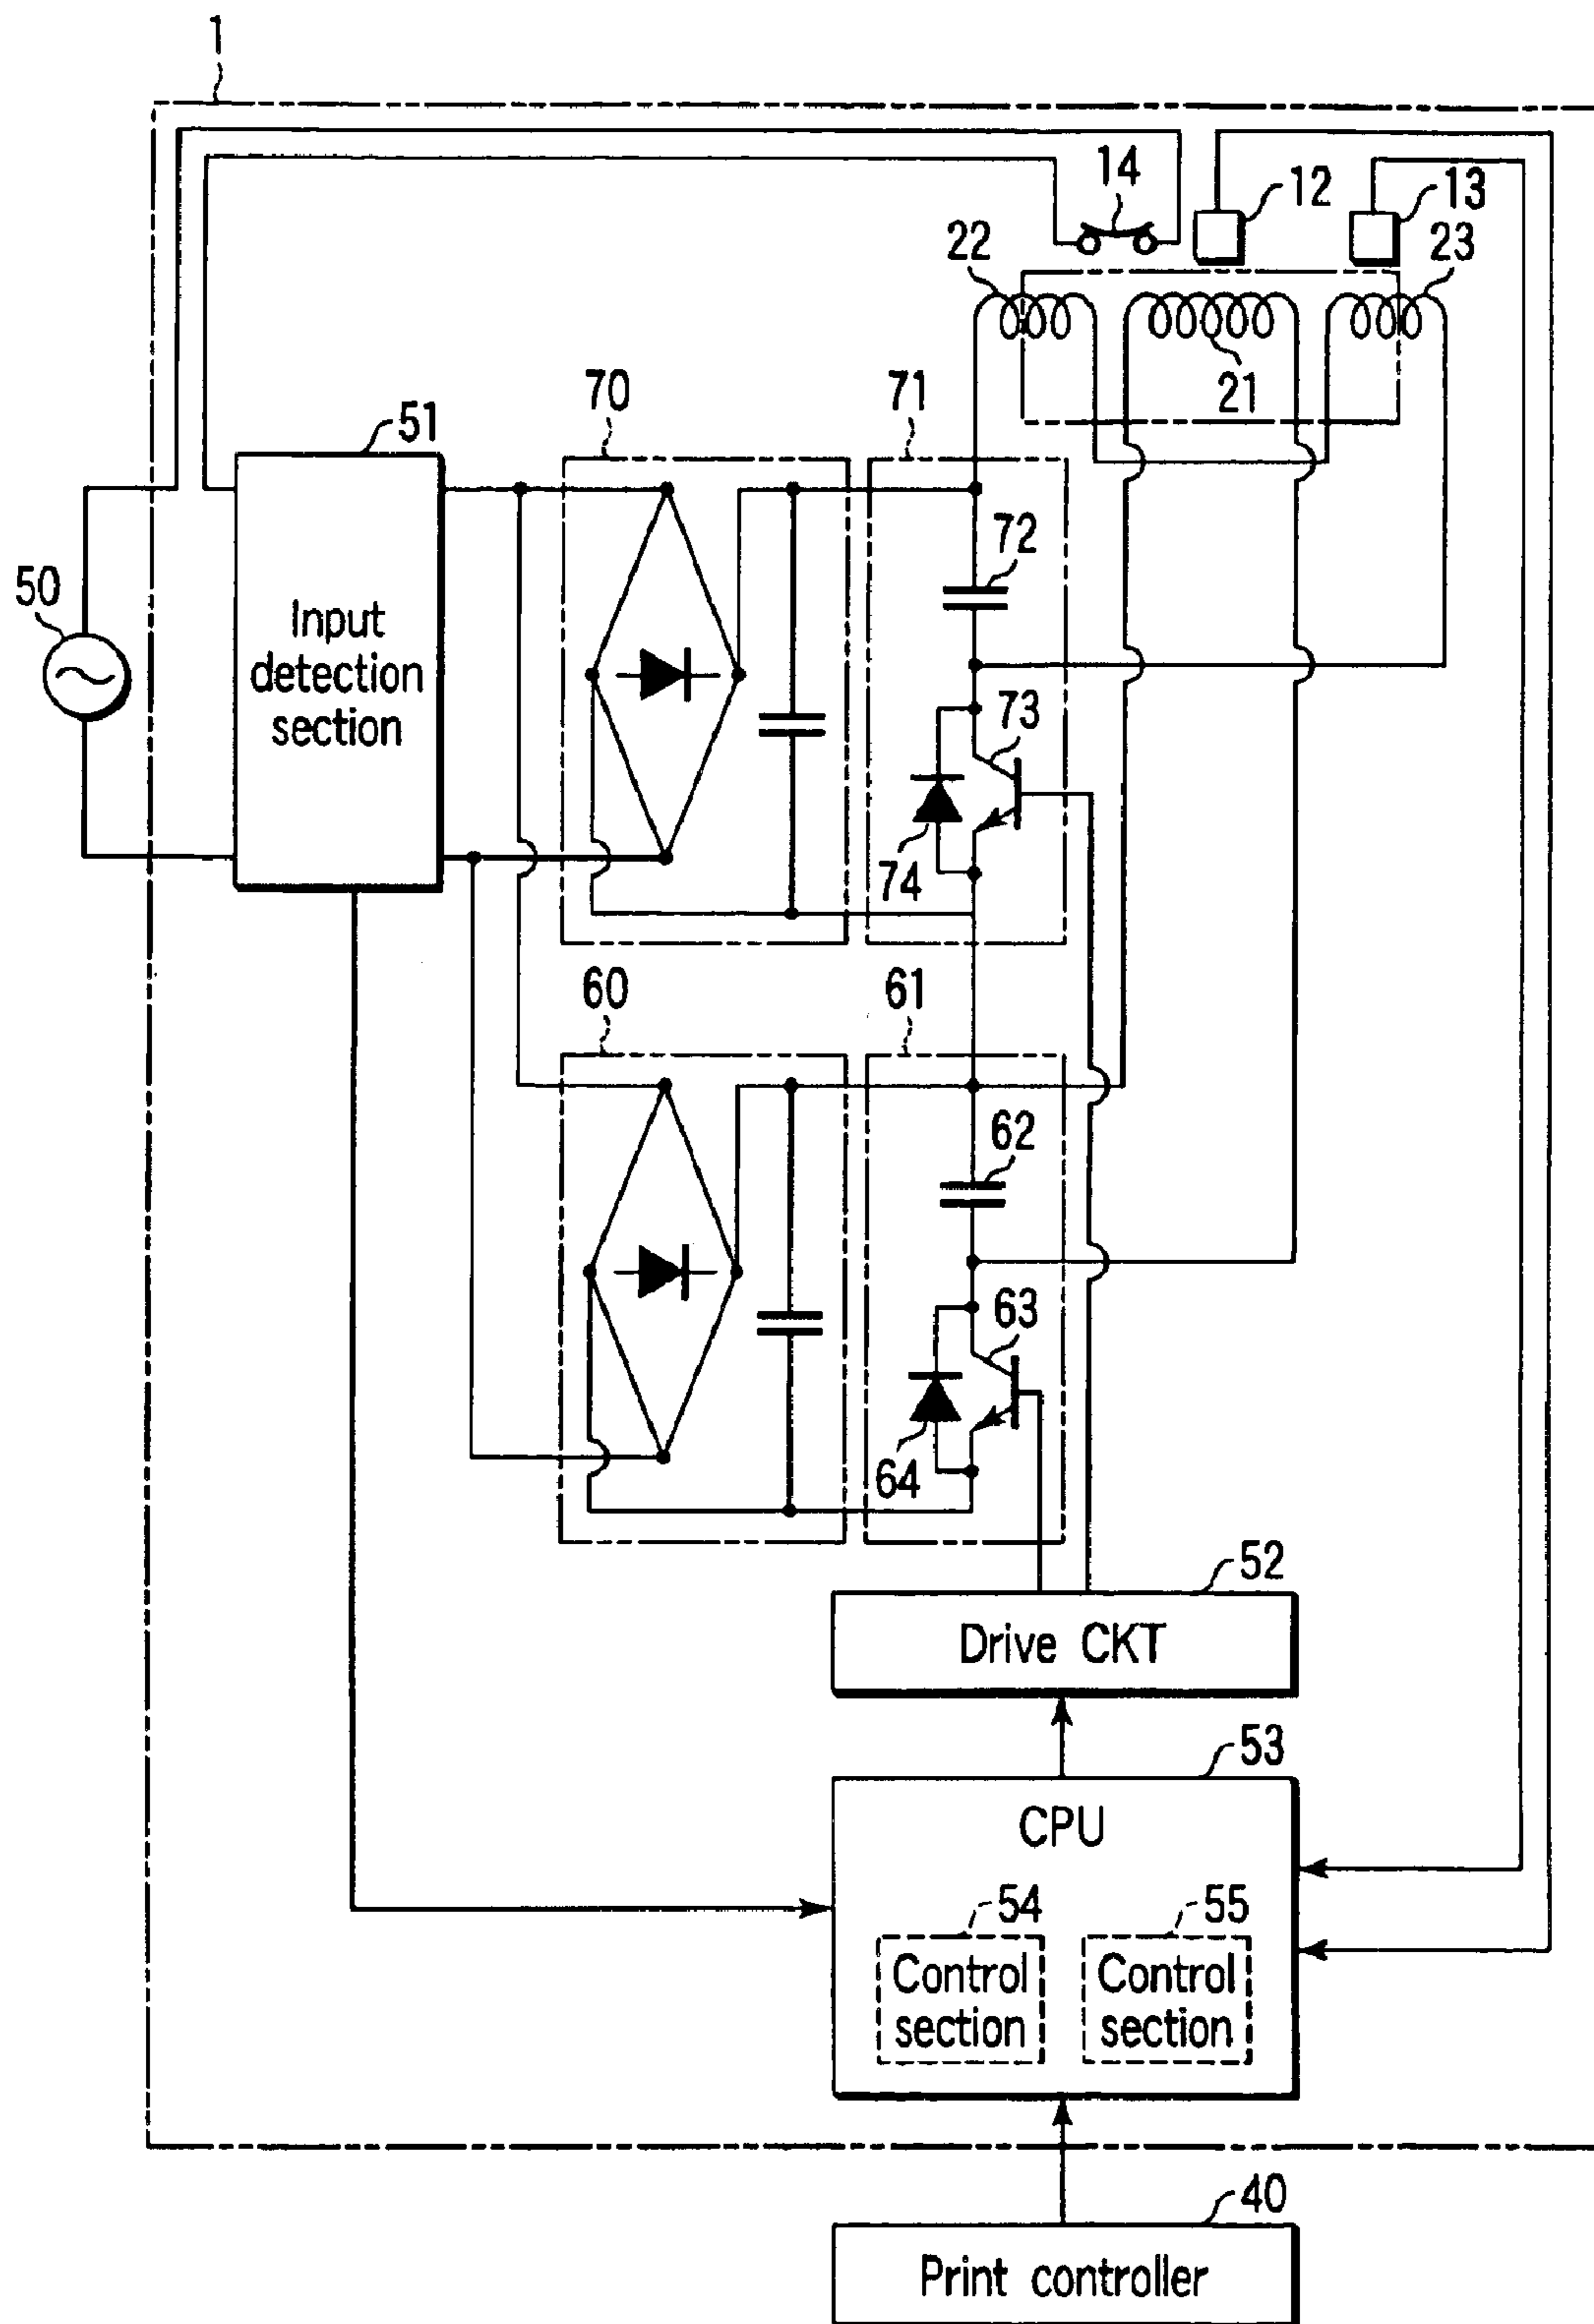 1
14
12
13
22
23
21
70
71
51
72
50
Input
detection
section
73
74
60
61
62
63
64
52
Drive CKT
53
CPU
54
55
Control
section
Control
section
40
Print controller